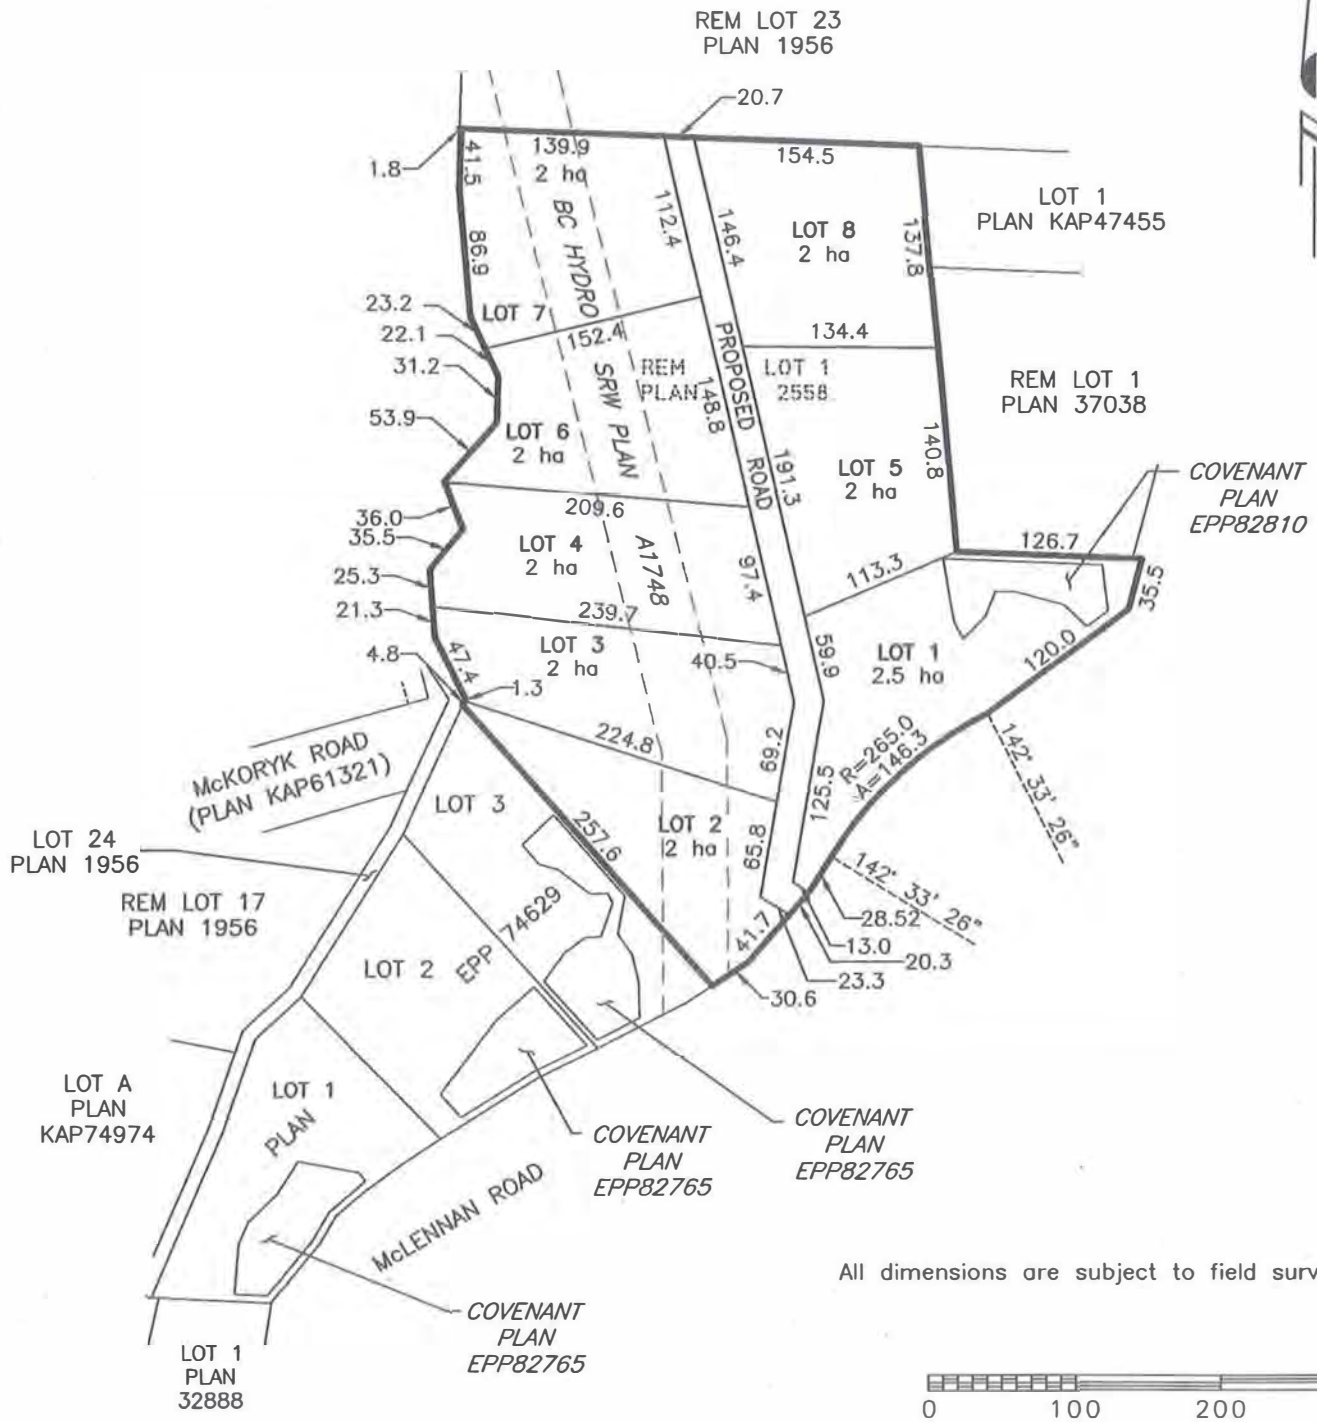 REM LOT 23
PLAN 1956
20.7
139.9
2 ha
154.5
1.8
41.5
86.9
BC HYDRO
112.4
146.4
LOT 8
2 ha
137.8
LOT 1
PLAN KAP47455
23.2
22.1
31.2
LOT 7
152.4
SRW PLAN
REM
PLAN
148.8
PROPOSED ROAD
134.4
LOT 1
2558
REM LOT 1
PLAN 37038
53.9
LOT 6
2 ha
191.3
LOT 5
2 ha
140.8
COVENANT
PLAN
EPP82810
209.6
36.0
35.5
LOT 4
2 ha
A1748
97.4
113.3
126.7
35.5
25.3
21.3
239.7
LOT 3
2 ha
40.5
59.9
LOT 1
2.5 ha
120.0
4.8
47.4
1.3
224.8
69.2
125.5
R=265.0
A=146.3
142° 33' 26"
McKORYK ROAD
(PLAN KAP61321)
LOT 3
257.6
LOT 2
2 ha
65.8
142° 33' 26"
LOT 24
PLAN 1956
REM LOT 17
PLAN 1956
LOT 2
EPP 74629
41.7
28.52
13.0
20.3
23.3
30.6
LOT A
PLAN
KAP74974
LOT 1
PLAN
COVENANT
PLAN
EPP82765
COVENANT
PLAN
EPP82765
McLENNAN ROAD
COVENANT
PLAN
EPP82765
LOT 1
PLAN
32888
All dimensions are subject to field surv
0 100 200